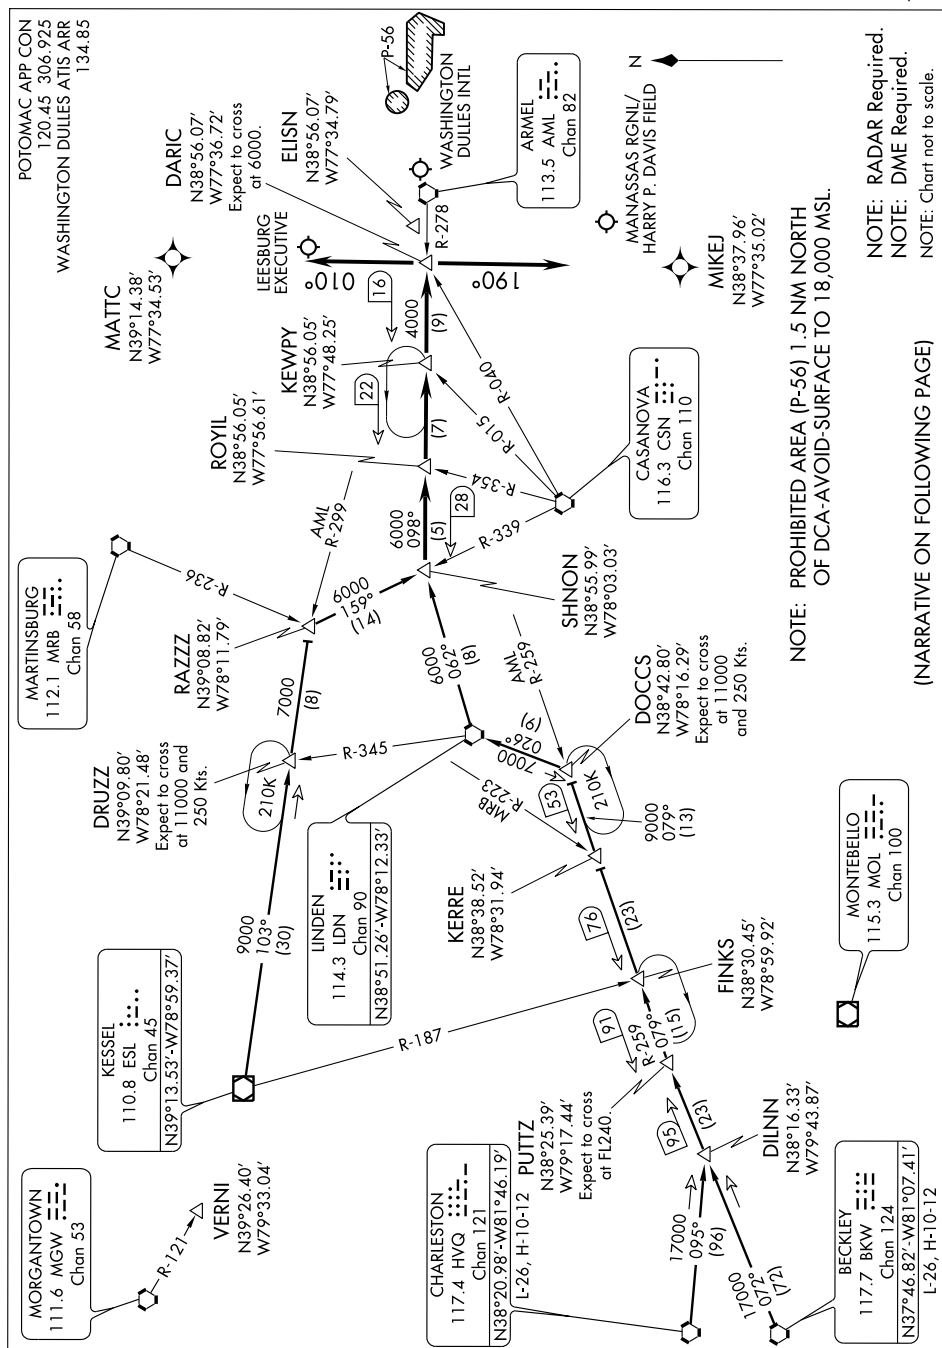 POTOMAC APP CON
120.45 306.925
WASHINGTON DULLES ATIS ARR
134.85
MORGANTOWN
111.6 MGW
Chan 53
R-121
VERNI
N39°26.40′
W79°33.04′
KESSEL
110.8 ESL
Chan 45
N39°13.53′-W78°59.37′
9000
103°
(30)
R-187
DRUZZ
N39°09.80′
W78°21.48′
Expect to cross
at 11000 and
250 Kts.
210K
7000
(8)
R-345
MARTINSBURG
112.1 MRB
Chan 58
R-236
RAZZZ
N39°08.82′
W78°11.79′
AML
R-299
6000
159°
(14)
MATTC
N39°14.38′
W77°34.53′
ROYIL
N38°56.05′
W77°56.61′
KEWPY
N38°56.05′
W77°48.25′
DARIC
N38°56.07′
W77°36.72′
Expect to cross
at 6000.
ELISN
N38°56.07′
W77°34.79′
LEESBURG
EXECUTIVE
P-56
WASHINGTON
DULLES INTL
ARMEL
113.5 AML
Chan 82
R-278
010°
190°
16
22
28
6000
098°
(5)
(7)
4000
(9)
LINDEN
114.3 LDN
Chan 90
N38°51.26′-W78°12.33′
6000
062°
(8)
SHNON
N38°55.99′
W78°03.03′
R-339
R-354
R-015
R-040
CASANOVA
116.3 CSN
Chan 110
MANASSAS RGNL/
HARRY P. DAVIS FIELD
N
MIKEJ
N38°37.96′
W77°35.02′
AML
R-259
7000
026°
(9)
DOCCS
N38°42.80′
W78°16.29′
Expect to cross
at 11000
and 250 Kts.
MRB
R-223
53
210K
9000
079°
(13)
KERRE
N38°38.52′
W78°31.94′
76
(23)
FINKS
N38°30.45′
W78°59.92′
91
R-259
079°
(15)
PUTTZ
N38°25.39′
W79°17.44′
Expect to cross
at FL240.
95
(23)
DILNN
N38°16.33′
W79°43.87′
CHARLESTON
117.4 HVQ
Chan 121
N38°20.98′-W81°46.19′
L-26, H-10-12
17000
095°
(96)
17000
072°
(72)
BECKLEY
117.7 BKW
Chan 124
N37°46.82′-W81°07.41′
L-26, H-10-12
MONTEBELLO
115.3 MOL
Chan 100
NOTE: PROHIBITED AREA (P-56) 1.5 NM NORTH
OF DCA-AVOID-SURFACE TO 18,000 MSL.
NOTE: RADAR Required.
NOTE: DME Required.
NOTE: Chart not to scale.
(NARRATIVE ON FOLLOWING PAGE)